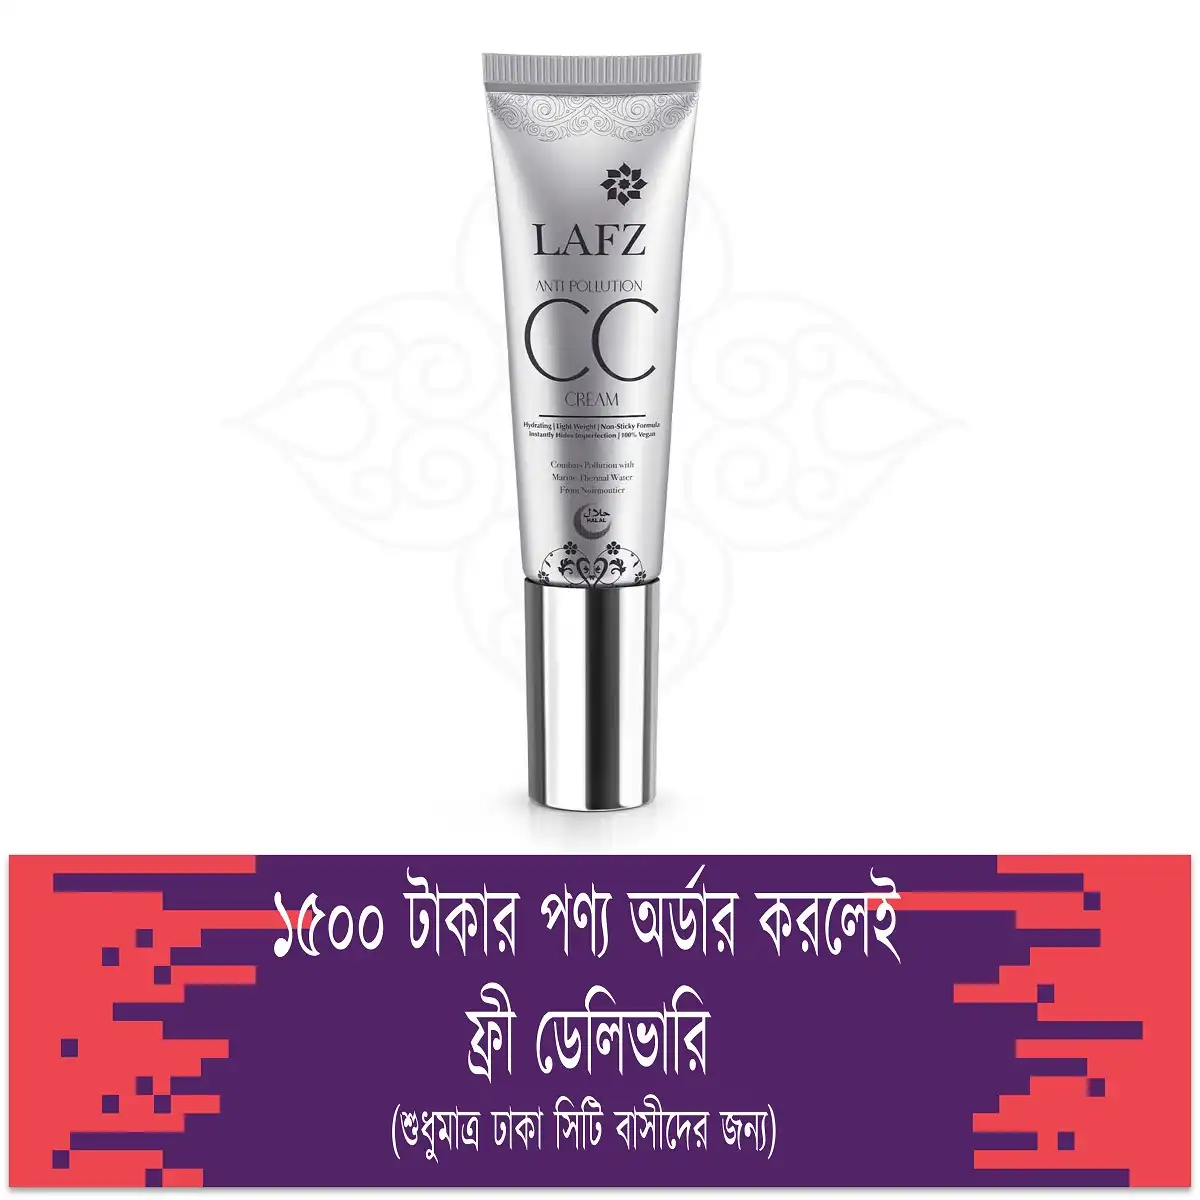 LAFZ
ANTI POLLUTION
CC
CREAM
Hydrating | Light Weight | Non-Sticky Formula
Instantly Hides Imperfection | 100% Vegan
Combats Pollution with
Marine Thermal Water
From Noirmoutier
حلال
HALAL
১৫০০ টাকার পণ্য অর্ডার করলেই
ফ্রী ডেলিভারি
(শুধুমাত্র ঢাকা সিটি বাসীদের জন্য)